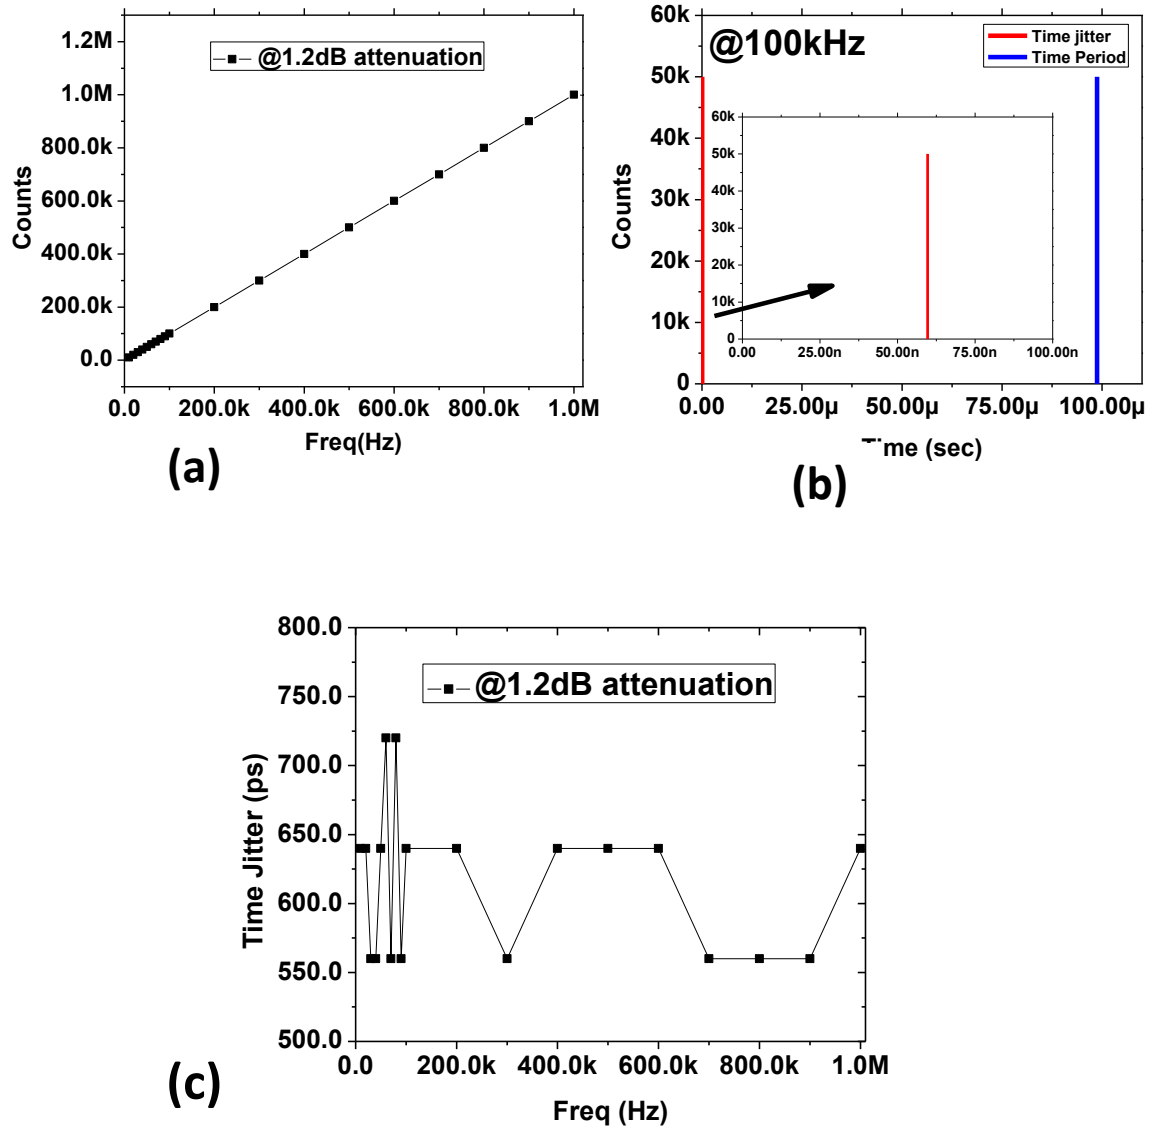 1.2M
1.0M
800.0k
600.0k
400.0k
200.0k
0.0
Counts
@1.2dB attenuation
0.0 200.0k 400.0k 600.0k 800.0k 1.0M
Freq(Hz)
(a)
60k
50k
40k
30k
20k
10k
0
Counts
@100kHz
Time jitter
Time Period
60k
50k
40k
30k
20k
10k
0
0.00 25.00n 50.00n 75.00n 100.00n
0.00 25.00µ 50.00µ 75.00µ 100.00µ
me (sec)
(b)
800.0
750.0
700.0
650.0
600.0
550.0
500.0
Time Jitter (ps)
@1.2dB attenuation
0.0 200.0k 400.0k 600.0k 800.0k 1.0M
Freq (Hz)
(c)